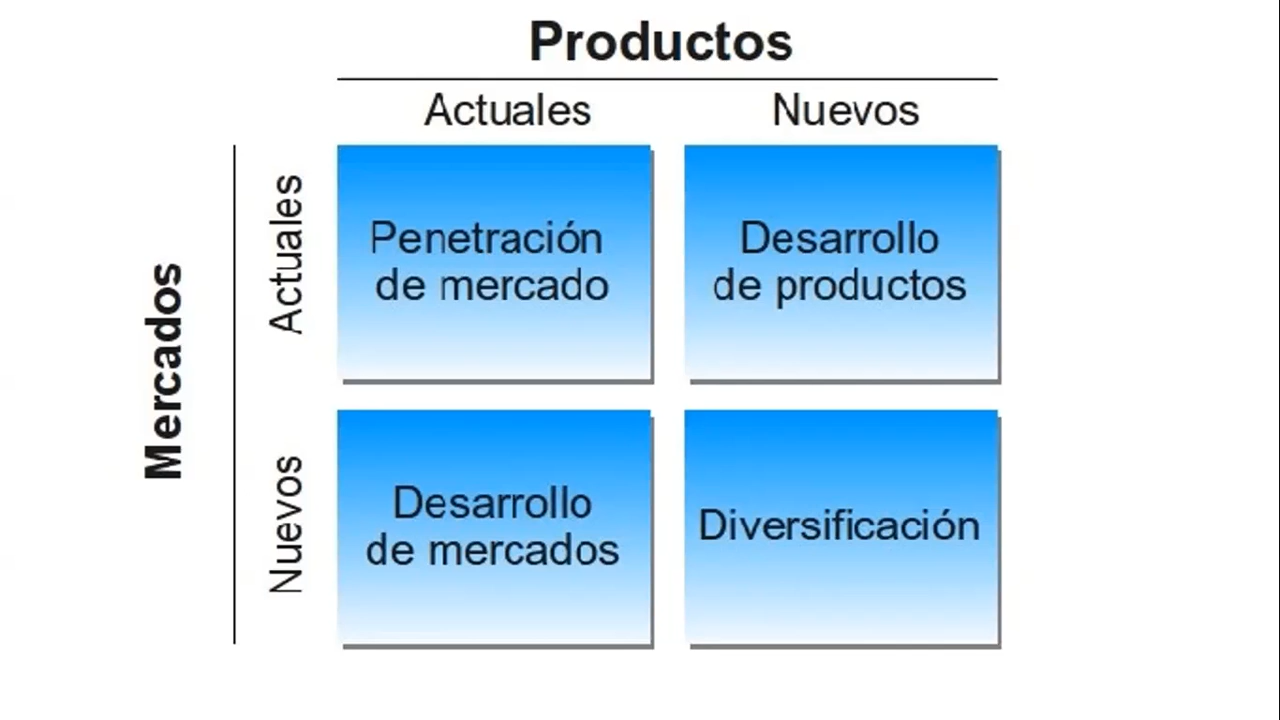 Productos
Actuales
Nuevos
Mercados
Actuales
Penetración
de mercado
Desarrollo
de productos
Nuevos
Desarrollo
de mercados
Diversificación